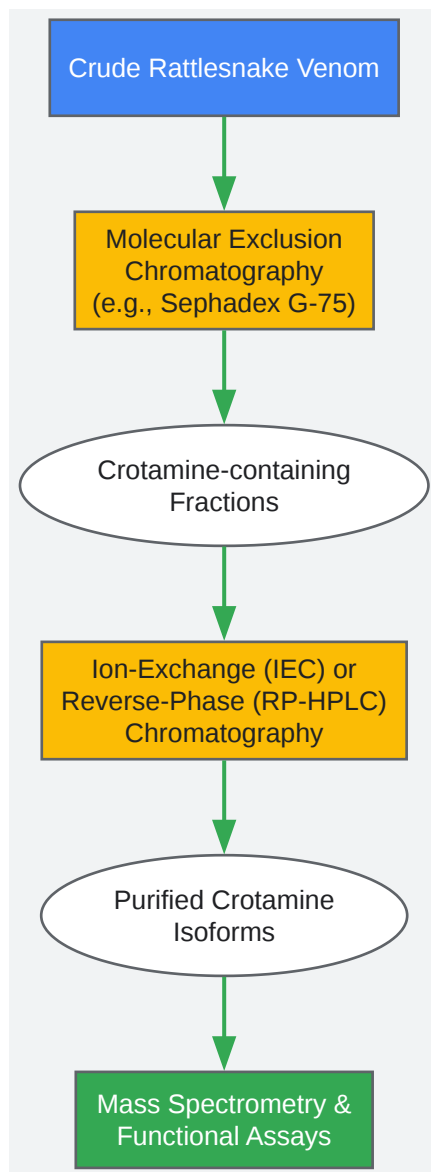 Crude Rattlesnake Venom
Molecular Exclusion
Chromatography
(e.g., Sephadex G-75)
Crotamine-containing
Fractions
Ion-Exchange (IEC) or
Reverse-Phase (RP-HPLC)
Chromatography
Purified Crotamine
Isoforms
Mass Spectrometry &
Functional Assays